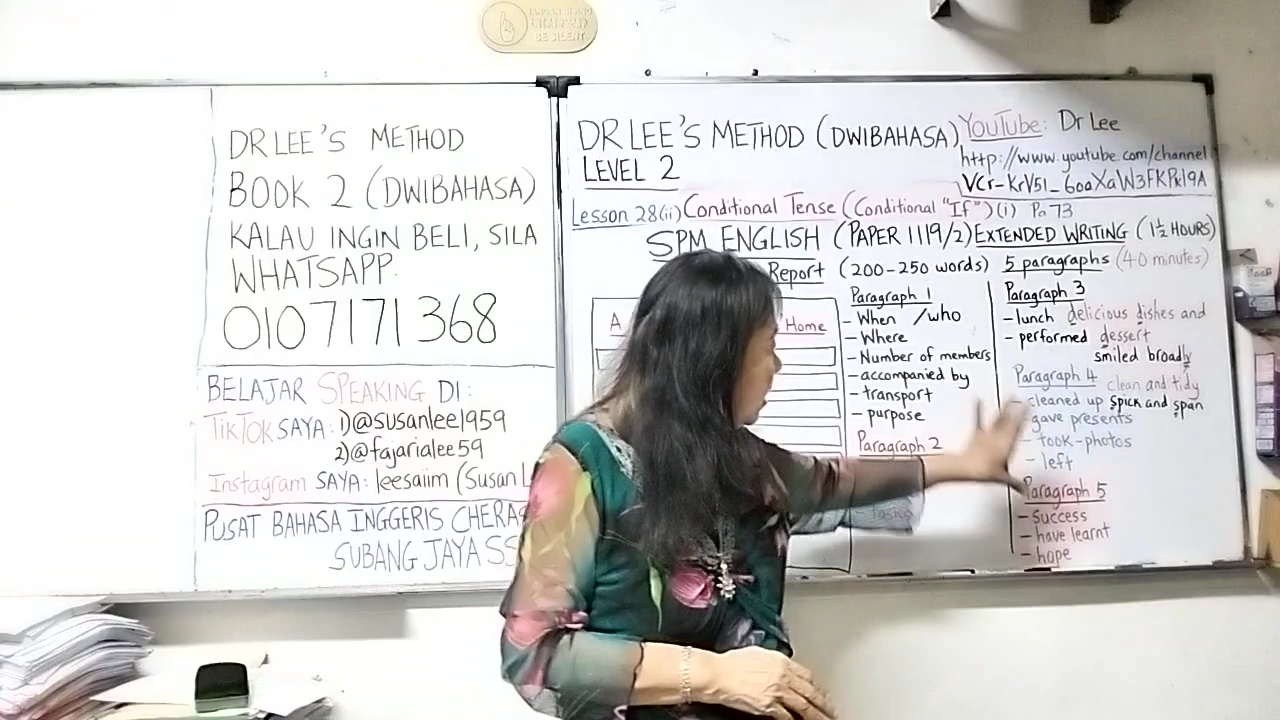 BE SILENT
DR LEE'S METHOD
BOOK 2 (DWIBAHASA)
KALAU INGIN BELI, SILA
WHATSAPP.
0107171368
BELAJAR SPEAKING DI:
TIKTOK SAYA: 1)@susanlee1959
2)@fajarialee59
Instagram SAYA: leesaiim (Susan L
PUSAT BAHASA INGGERIS CHERAS
SUBANG JAYA SS
DR LEE'S METHOD (DWIBAHASA)
LEVEL 2
YouTube: Dr Lee
http://www.youtube.com/channel
Lesson 28(ii) Conditional Tense (Conditional "If")(i) Pa 73
SPM ENGLISH (PAPER 1119/2) EXTENDED WRITING (1½ HOURS)
Report (200-250 words) 5 paragraphs (40 minutes)
A
Home
Paragraph 1
- When /who
- Where
- Number of members
- accompanied by
- transport
- purpose
Paragraph 2
Paragraph 3
- lunch delicious dishes and
- performed dessert
smiled broadly
Paragraph 4 clean and tidy
- cleaned up spick and span
gave presents
- took-photos
- left
Paragraph 5
- success
- have learnt
- hope